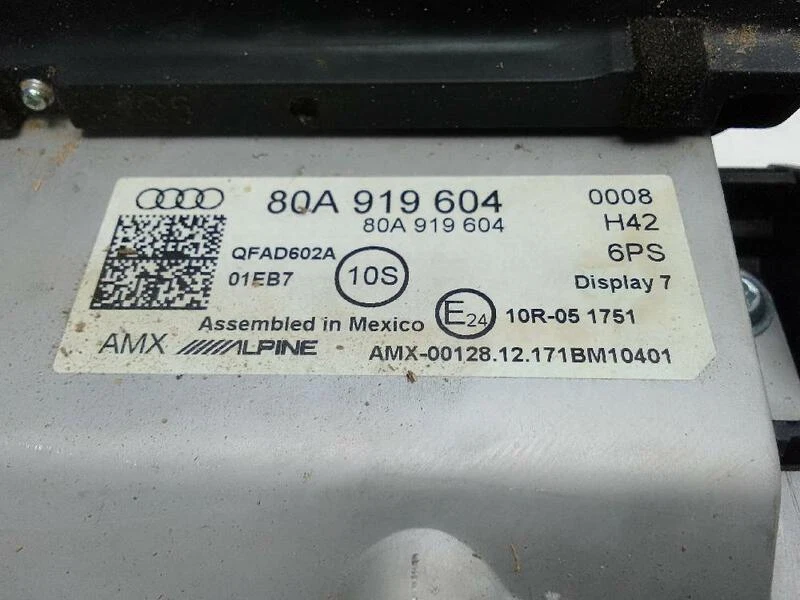 80A 919 604 0008
80A 919 604 H42
QFAD602A 6PS
01EB7 10S Display 7
Assembled in Mexico E24 10R-05 1751
AMX ALPINE AMX-00128.12.171BM10401